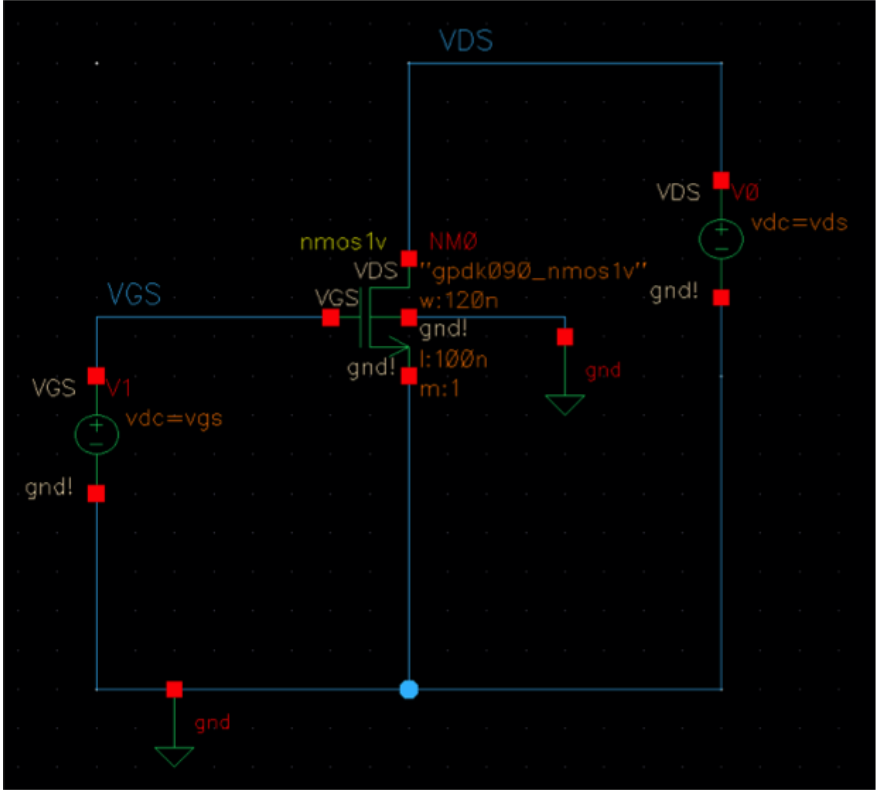 VDS
VDS V0
vdc=vds
nmos1v NM0
VDS "gpdk090_nmos1v"
gnd!
VGS
VGS w:120n
gnd!
gnd! l:100n
gnd
m:1
VGS V1
vdc=vgs
gnd!
gnd
+
−
+
−